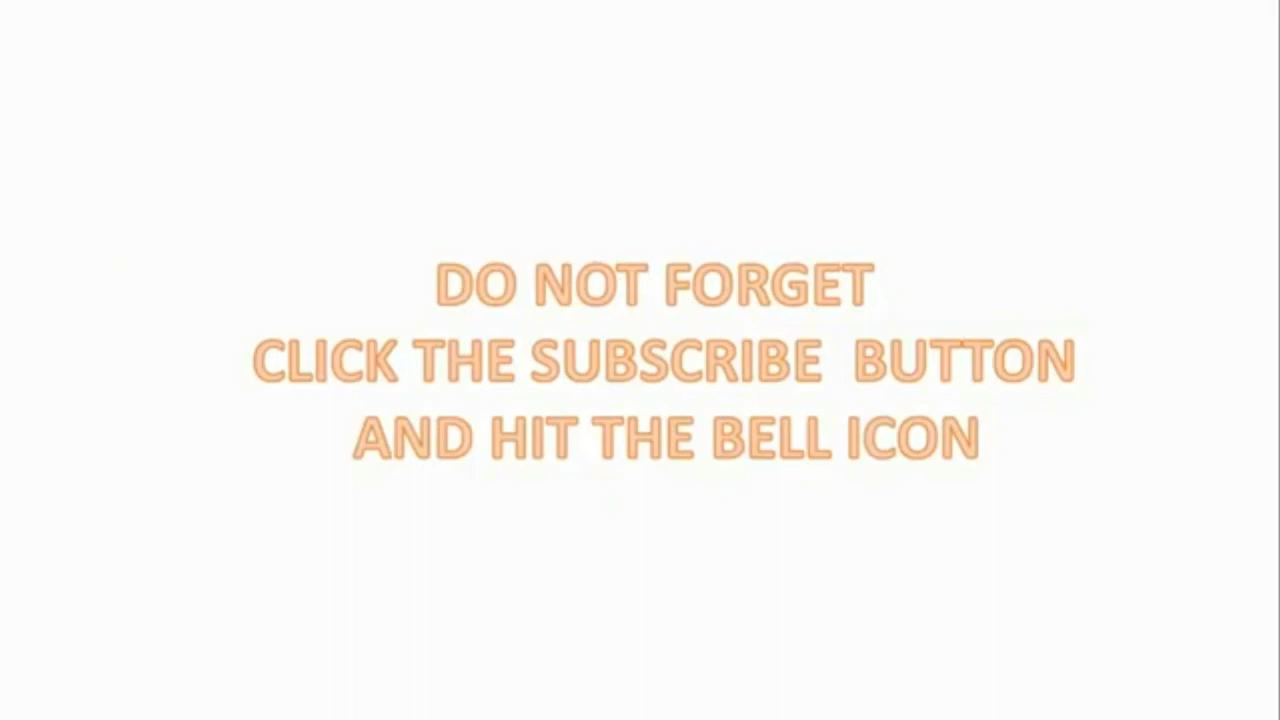 DO NOT FORGET
CLICK THE SUBSCRIBE BUTTON
AND HIT THE BELL ICON